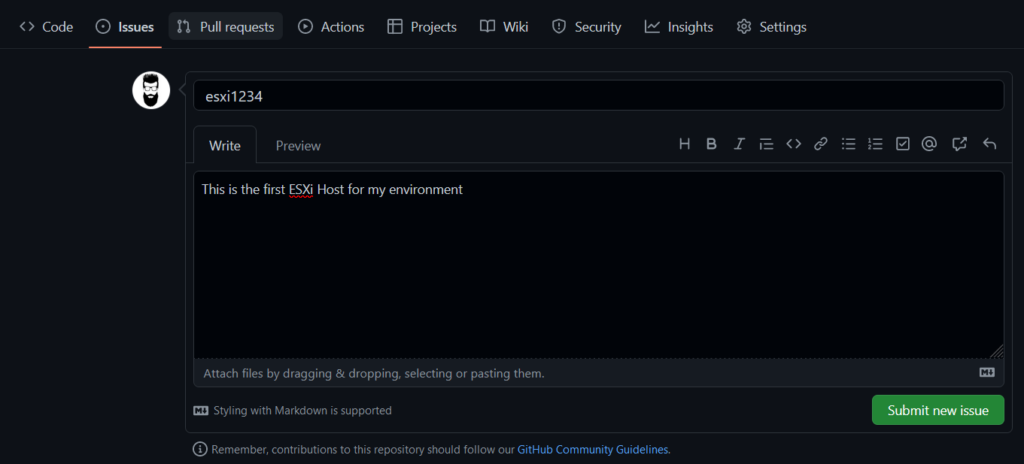 Code Issues Pull requests Actions Projects Wiki Security Insights Settings
esxi1234
Write Preview
This is the first ESXi Host for my environment
Attach files by dragging & dropping, selecting or pasting them.
Styling with Markdown is supported Submit new issue
Remember, contributions to this repository should follow our GitHub Community Guidelines.